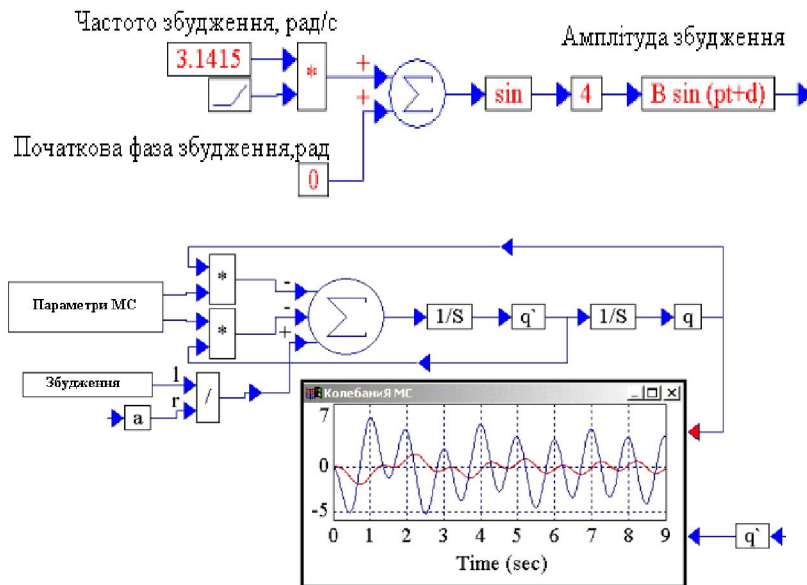 Частото збудження, рад/с
3.1415
*
+
+
Σ
sin
4
Амплітуда збудження
B sin (pt+d)
Початкова фаза збудження,рад
0
Параметри МС
*
*
-
-
+
Σ
1/S
q`
1/S
q
Збудження
l
r
/
a
КолебаниЯ МС
7
0
-5
0 1 2 3 4 5 6 7 8 9
Time (sec)
q`